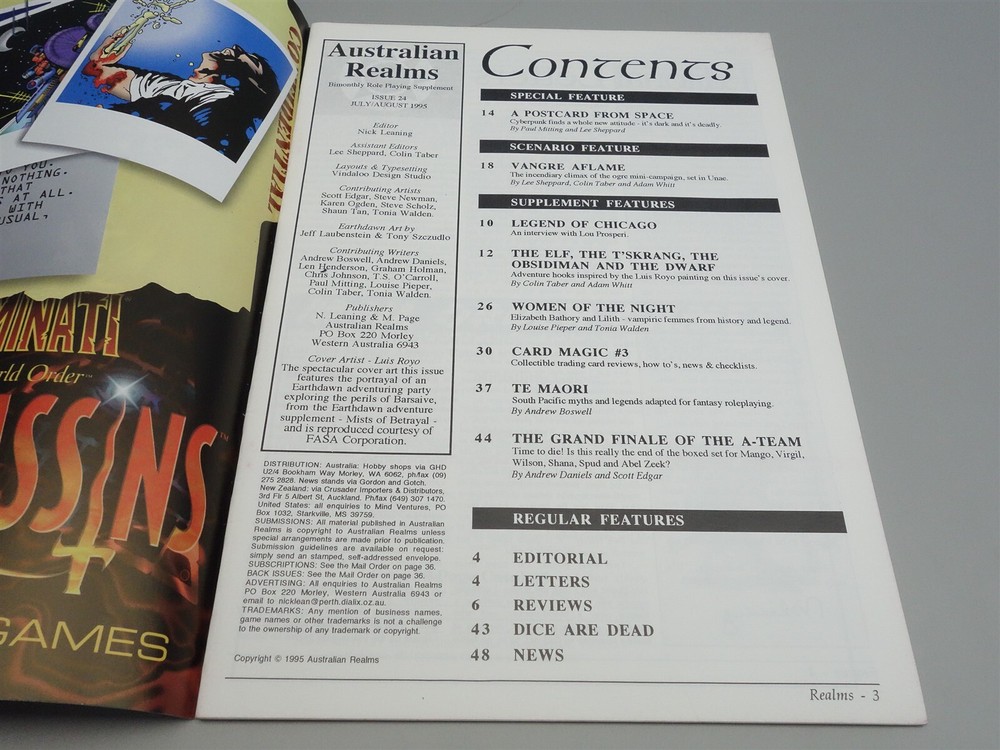 CONFIDENTIAL
YOU.
NOTHING.
THAT
AT ALL.
WITH
USUAL,
MINATI
rld Order™
SSINS™
GAMES
Australian
Realms
Bimonthly Role Playing Supplement
ISSUE 24
JULY/AUGUST 1995
Editor
Nick Leaning
Assistant Editors
Lee Sheppard, Colin Taber
Layouts & Typesetting
Vindaloo Design Studio
Contributing Artists
Scott Edgar, Steve Newman,
Karen Ogden, Steve Scholz,
Shaun Tan, Tonia Walden.
Earthdawn Art by
Jeff Laubenstein & Tony Szczudlo
Contributing Writers
Andrew Boswell, Andrew Daniels,
Len Henderson, Graham Holman,
Chris Johnson, T.S. O'Carroll,
Paul Mitting, Louise Pieper,
Colin Taber, Tonia Walden.
Publishers
N. Leaning & M. Page
Australian Realms
PO Box 220 Morley
Western Australia 6943
Cover Artist - Luis Royo
The spectacular cover art this issue
features the portrayal of an
Earthdawn adventuring party
exploring the perils of Barsaive,
from the Earthdawn adventure
supplement - Mists of Betrayal -
and is reproduced courtesy of
FASA Corporation.
DISTRIBUTION: Australia: Hobby shops via GHD
U2/4 Bookham Way Morley, WA 6062, ph/fax (09)
275 2828. News stands via Gordon and Gotch.
New Zealand: via Crusader Importers & Distributors,
3rd Flr 5 Albert St, Auckland. Ph/fax (649) 307 1470.
United States: all enquiries to Mind Ventures, PO
Box 1032, Starkville, MS 39759.
SUBMISSIONS: All material published in Australian
Realms is copyright to Australian Realms unless
special arrangements are made prior to publication.
Submission guidelines are available on request:
simply send an stamped, self-addressed envelope.
SUBSCRIPTIONS: See the Mail Order on page 36.
BACK ISSUES: See the Mail Order on page 36.
ADVERTISING: All enquiries to Australian Realms
PO Box 220 Morley, Western Australia 6943 or
email to nicklean@perth.dialix.oz.au.
TRADEMARKS: Any mention of business names,
game names or other trademarks is not a challenge
to the ownership of any trademark or copyright.
Copyright © 1995 Australian Realms
Contents
SPECIAL FEATURE
14 A POSTCARD FROM SPACE
Cyberpunk finds a whole new attitude - it's dark and it's deadly.
By Paul Mitting and Lee Sheppard
SCENARIO FEATURE
18 VANGRE AFLAME
The incendiary climax of the ogre mini-campaign, set in Unae.
By Lee Sheppard, Colin Taber and Adam Whitt
SUPPLEMENT FEATURES
10 LEGEND OF CHICAGO
An interview with Lou Prosperi.
12 THE ELF, THE T'SKRANG, THE
OBSIDIMAN AND THE DWARF
Adventure hooks inspired by the Luis Royo painting on this issue's cover.
By Colin Taber and Adam Whitt
26 WOMEN OF THE NIGHT
Elizabeth Bathory and Lilith - vampiric femmes from history and legend.
By Louise Pieper and Tonia Walden
30 CARD MAGIC #3
Collectible trading card reviews, how to's, news & checklists.
37 TE MAORI
South Pacific myths and legends adapted for fantasy roleplaying.
By Andrew Boswell
44 THE GRAND FINALE OF THE A-TEAM
Time to die! Is this really the end of the boxed set for Mango, Virgil,
Wilson, Shana, Spud and Abel Zeek?
By Andrew Daniels and Scott Edgar
REGULAR FEATURES
4 EDITORIAL
4 LETTERS
6 REVIEWS
43 DICE ARE DEAD
48 NEWS
Realms - 3